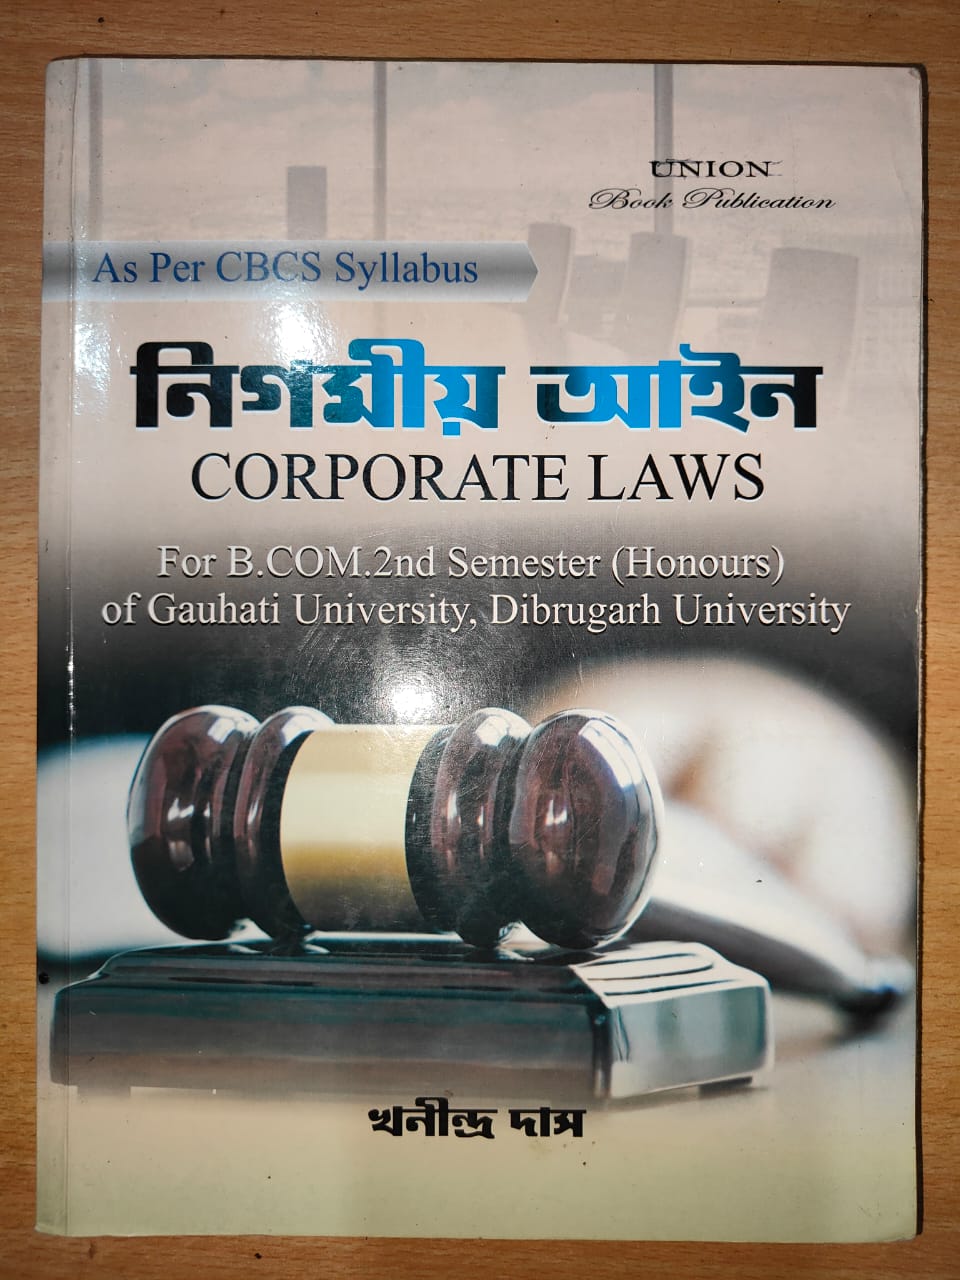 UNION
Book Publication
As Per CBCS Syllabus
নিগমীয় আইন
CORPORATE LAWS
For B.COM.2nd Semester (Honours)
of Gauhati University, Dibrugarh University
খনীন্দ্ৰ দাস